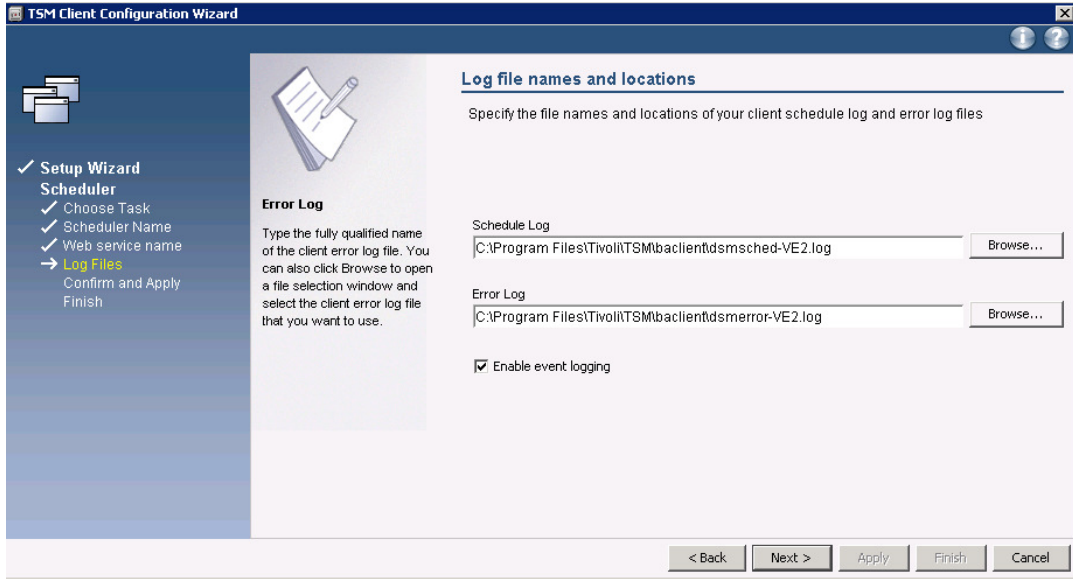 TSM Client Configuration Wizard
Setup Wizard
Scheduler
Choose Task
Scheduler Name
Web service name
Log Files
Confirm and Apply
Finish
Error Log
Type the fully qualified name
of the client error log file. You
can also click Browse to open
a file selection window and
select the client error log file
that you want to use.
Log file names and locations
Specify the file names and locations of your client schedule log and error log files
Schedule Log
C:\Program Files\Tivoli\TSM\baclient\dsmsched-VE2.log
Browse...
Error Log
C:\Program Files\Tivoli\TSM\baclient\dsmerror-VE2.log
Browse...
Enable event logging
< Back
Next >
Apply
Finish
Cancel